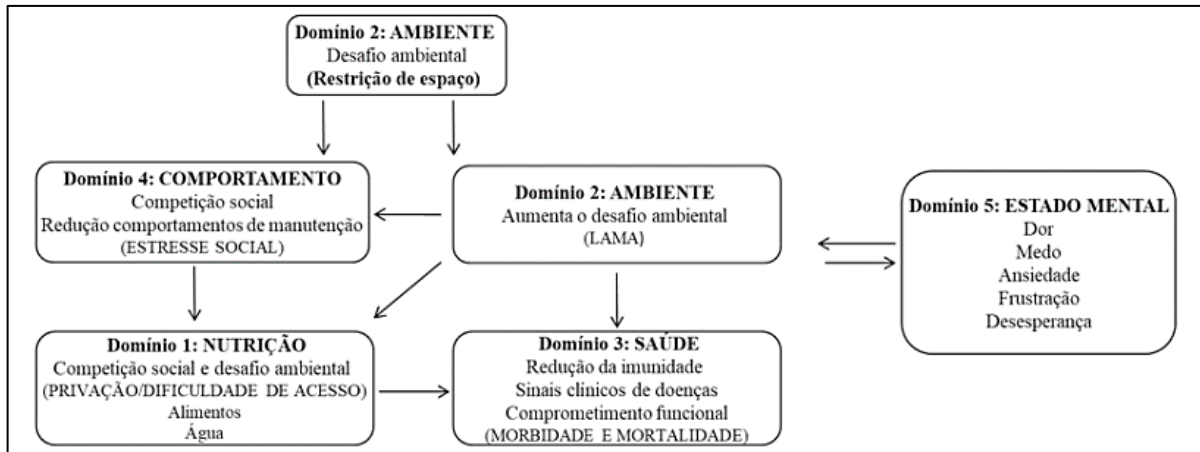 Domínio 2: AMBIENTE
Desafio ambiental
(Restrição de espaço)
Domínio 4: COMPORTAMENTO
Competição social
Redução comportamentos de manutenção
(ESTRESSE SOCIAL)
Domínio 2: AMBIENTE
Aumenta o desafio ambiental
(LAMA)
Domínio 5: ESTADO MENTAL
Dor
Medo
Ansiedade
Frustração
Desesperança
Domínio 1: NUTRIÇÃO
Competição social e desafio ambiental
(PRIVAÇÃO/DIFICULDADE DE ACESSO)
Alimentos
Água
Domínio 3: SAÚDE
Redução da imunidade
Sinais clínicos de doenças
Comprometimento funcional
(MORBIDADE E MORTALIDADE)